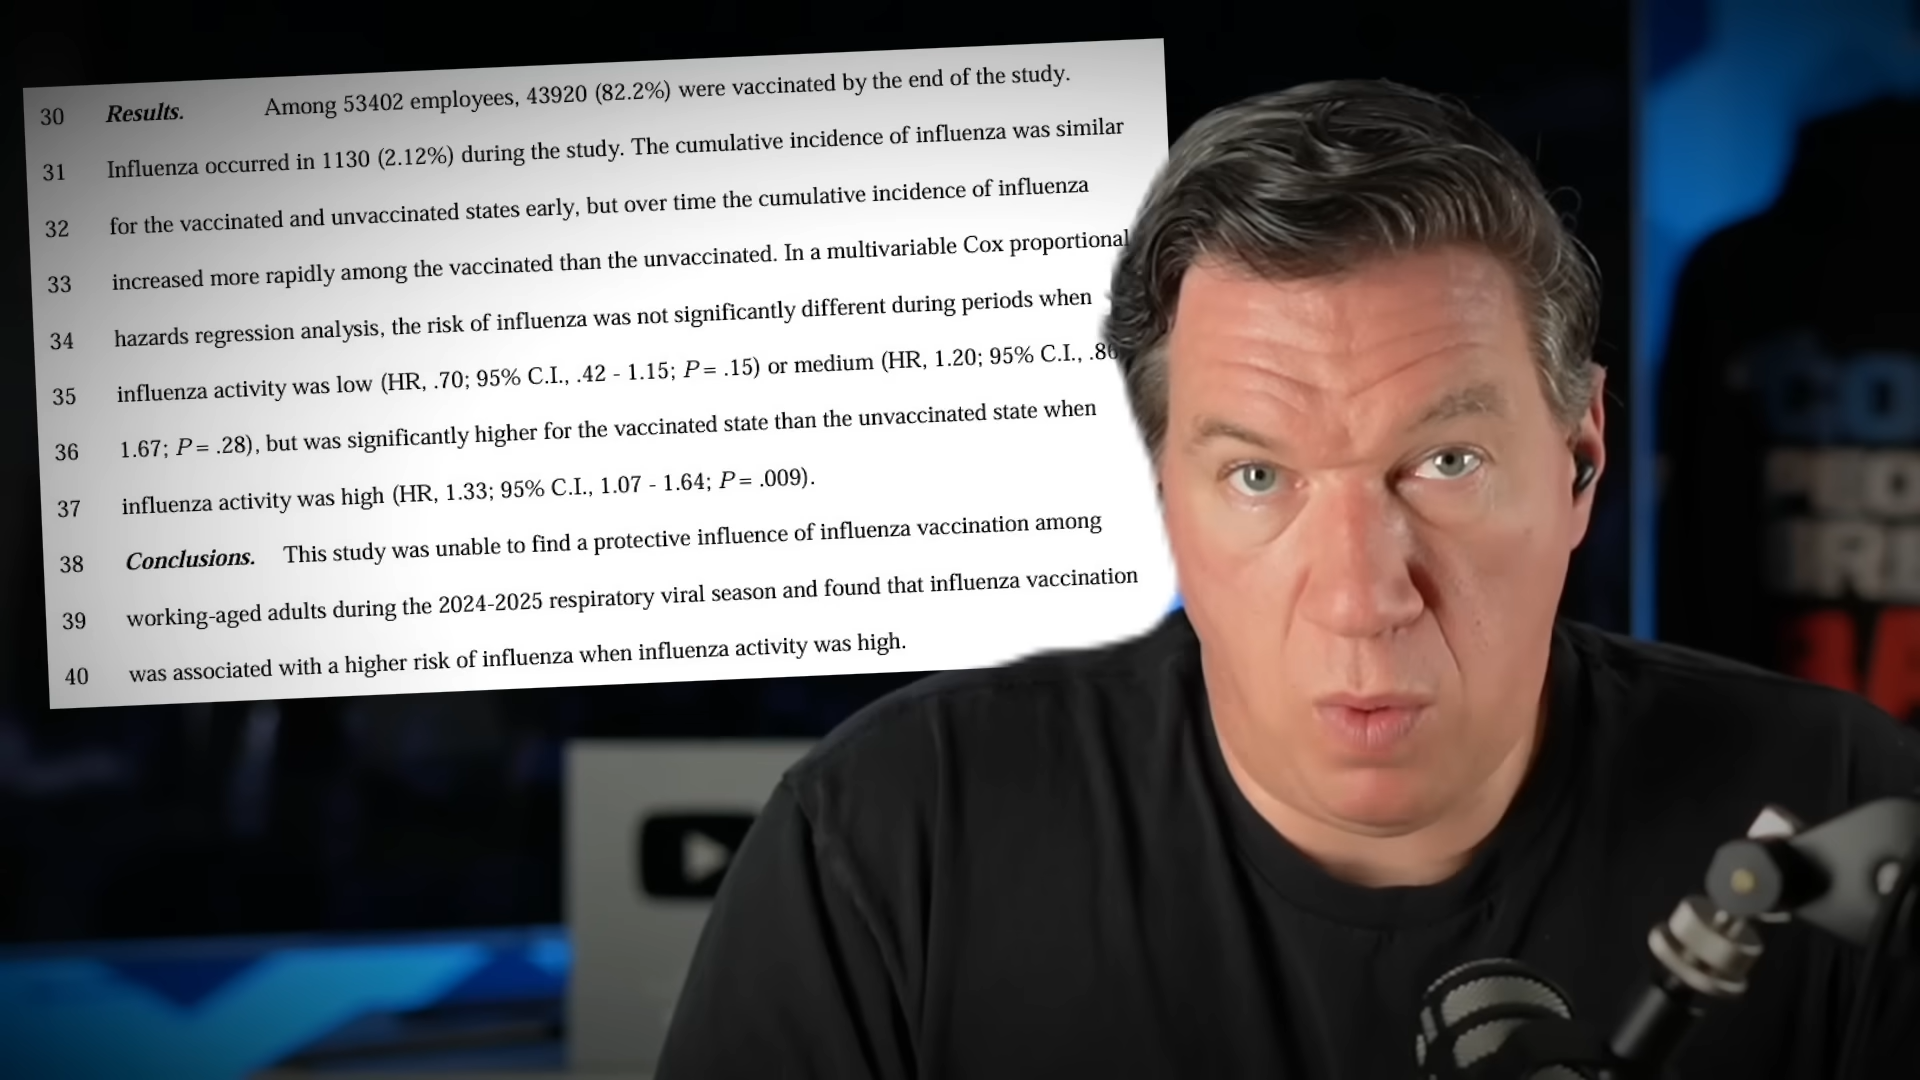 30 Results. Among 53402 employees, 43920 (82.2%) were vaccinated by the end of the study.
31 Influenza occurred in 1130 (2.12%) during the study. The cumulative incidence of influenza was similar
32 for the vaccinated and unvaccinated states early, but over time the cumulative incidence of influenza
33 increased more rapidly among the vaccinated than the unvaccinated. In a multivariable Cox proportional
34 hazards regression analysis, the risk of influenza was not significantly different during periods when
35 influenza activity was low (HR, .70; 95% C.I., .42 - 1.15; P = .15) or medium (HR, 1.20; 95% C.I., .86
36 1.67; P = .28), but was significantly higher for the vaccinated state than the unvaccinated state when
37 influenza activity was high (HR, 1.33; 95% C.I., 1.07 - 1.64; P = .009).
38 Conclusions. This study was unable to find a protective influence of influenza vaccination among
39 working-aged adults during the 2024-2025 respiratory viral season and found that influenza vaccination
40 was associated with a higher risk of influenza when influenza activity was high.